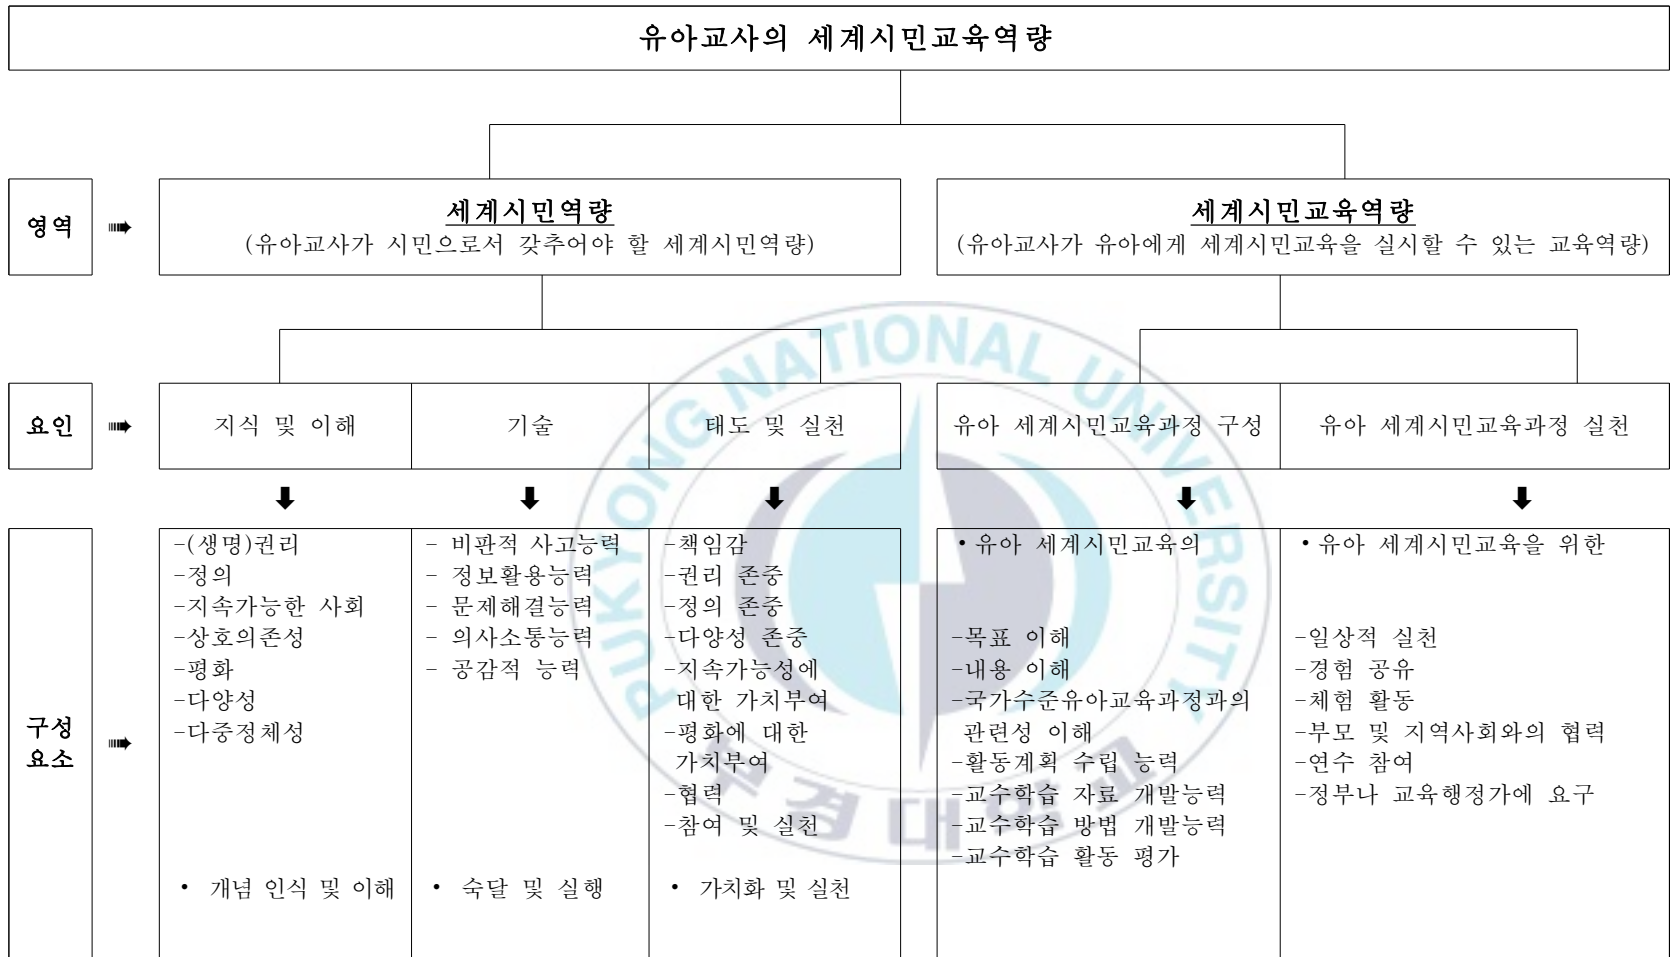 유아교사의 세계시민교육역량
영역
➠
세계시민역량
(유아교사가 시민으로서 갖추어야 할 세계시민역량)
세계시민교육역량
(유아교사가 유아에게 세계시민교육을 실시할 수 있는 교육역량)
요인
➠
지식 및 이해
기술
태도 및 실천
유아 세계시민교육과정 구성
유아 세계시민교육과정 실천
구성
요소
➠
-(생명)권리
-정의
-지속가능한 사회
-상호의존성
-평화
-다양성
-다중정체성
• 개념 인식 및 이해
- 비판적 사고능력
- 정보활용능력
- 문제해결능력
- 의사소통능력
- 공감적 능력
• 숙달 및 실행
-책임감
-권리 존중
-정의 존중
-다양성 존중
-지속가능성에
대한 가치부여
-평화에 대한
가치부여
-협력
-참여 및 실천
• 가치화 및 실천
•유아 세계시민교육의
-목표 이해
-내용 이해
-국가수준유아교육과정과의
관련성 이해
-활동계획 수립 능력
-교수학습 자료 개발능력
-교수학습 방법 개발능력
-교수학습 활동 평가
•유아 세계시민교육을 위한
-일상적 실천
-경험 공유
-체험 활동
-부모 및 지역사회와의 협력
-연수 참여
-정부나 교육행정가에 요구
PUKYONG NATIONAL UNIVERSITY
부경대학교